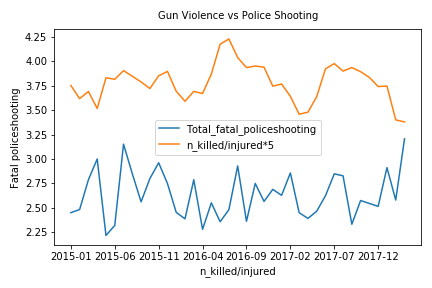 Gun Violence vs Police Shooting
4.25
4.00
3.75
3.50
3.25
3.00
2.75
2.50
2.25
Fatal policeshooting
Total_fatal_policeshooting
n_killed/injured*5
2015-01 2015-06 2015-11 2016-04 2016-09 2017-02 2017-07 2017-12
n_killed/injured